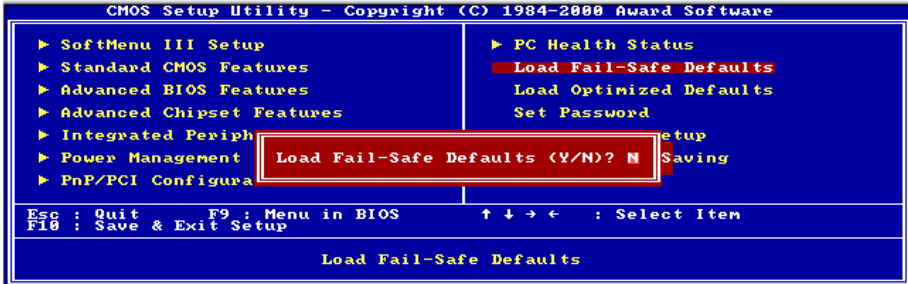 CMOS Setup Utility - Copyright (C) 1984-2000 Award Software
SoftMenu III Setup
Standard CMOS Features
Advanced BIOS Features
Advanced Chipset Features
Integrated Periph
Power Management
PnP/PCI Configura
PC Health Status
Load Fail-Safe Defaults
Load Optimized Defaults
Set Password
etup
Saving
Load Fail-Safe Defaults (Y/N)? N
Esc : Quit F9 : Menu in BIOS ↑ ↓ → ← : Select Item
F10 : Save & Exit Setup
Load Fail-Safe Defaults